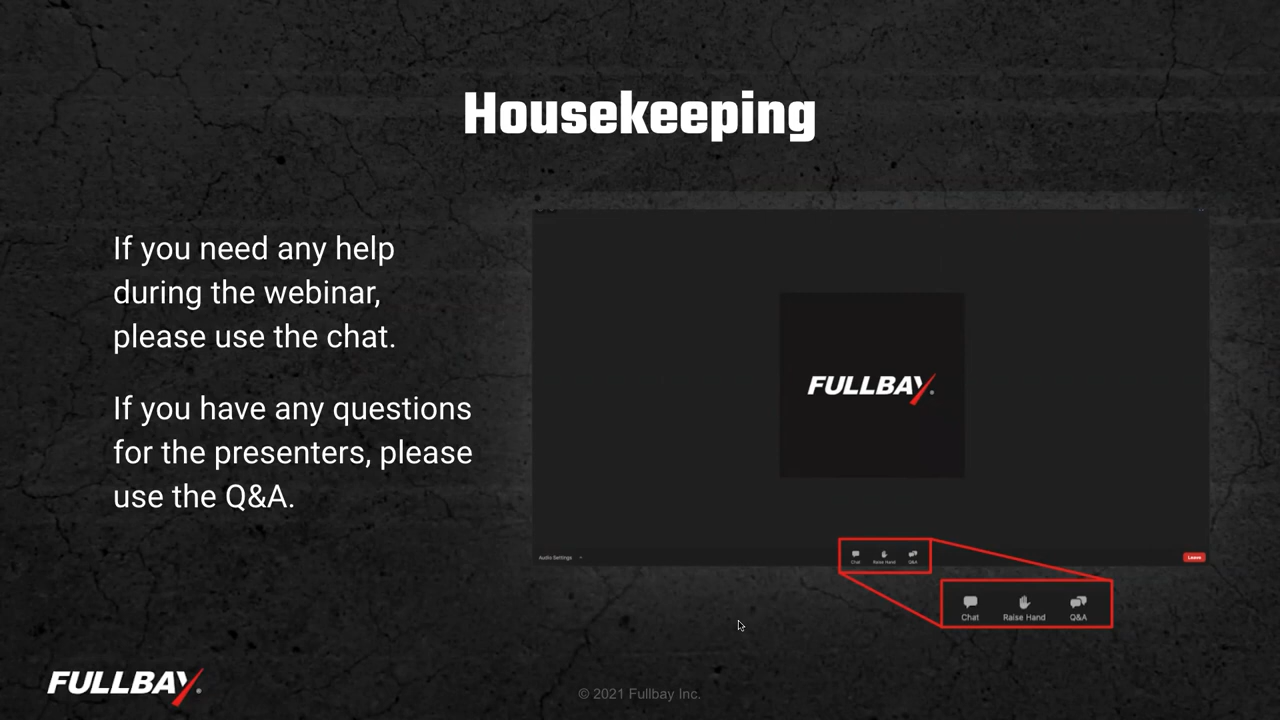 Housekeeping
If you need any help
during the webinar,
please use the chat.
If you have any questions
for the presenters, please
use the Q&A.
FULLBAY
Audio Settings
Chat
Raise Hand
Q&A
Leave
Chat
Raise Hand
Q&A
FULLBAY
© 2021 Fullbay Inc.